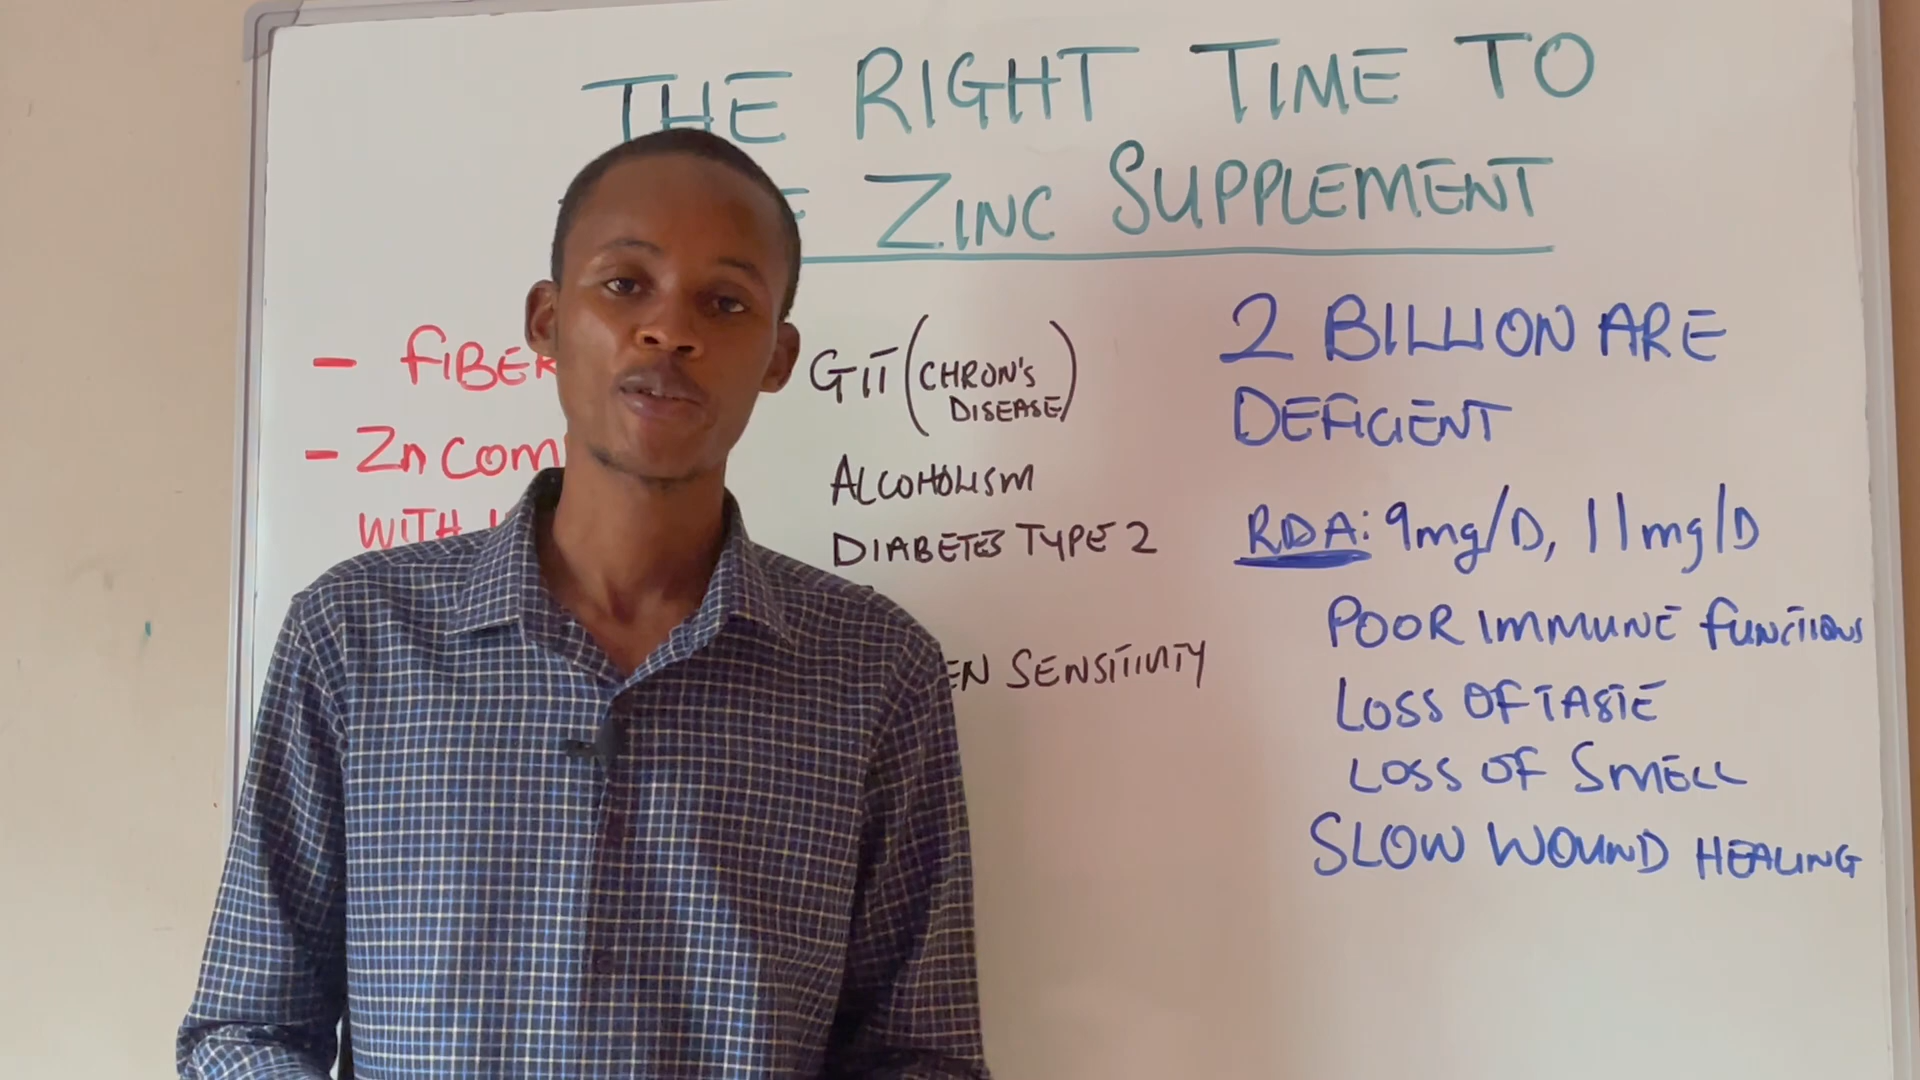 THE RIGHT TIME TO
ZINC SUPPLEMENT
- FIBER
- Zn COM
WITH
GIT (CHRON'S
DISEASE)
ALCOHOLISM
DIABETES TYPE 2
EN SENSITIVITY
2 BILLION ARE
DEFICIENT
RDA: 9mg/D, 11mg/D
POOR IMMUNE FUNCTIONS
LOSS OF TASTE
LOSS OF SMELL
SLOW WOUND HEALING